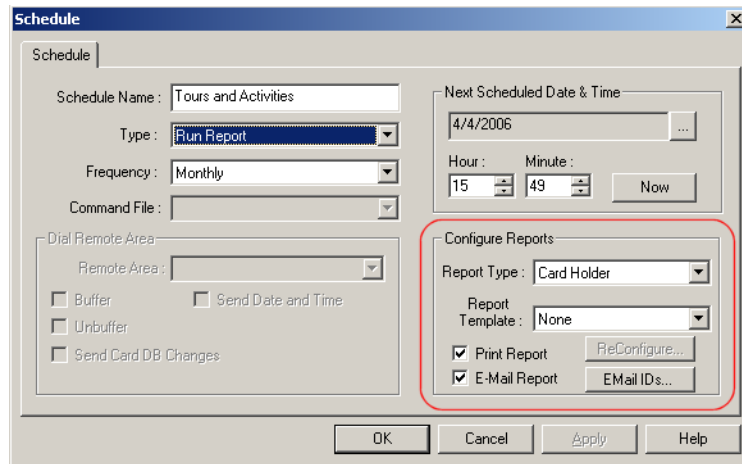 Schedule
Schedule
Schedule Name : Tours and Activities
Type : Run Report
Frequency : Monthly
Command File :
Dial Remote Area
Remote Area :
Buffer Send Date and Time
Unbuffer
Send Card DB Changes
Next Scheduled Date & Time
4/4/2006 ...
Hour : Minute :
15 49 Now
Configure Reports
Report Type : Card Holder
Report
Template : None
Print Report ReConfigure...
E-Mail Report EMail IDs...
OK Cancel Apply Help